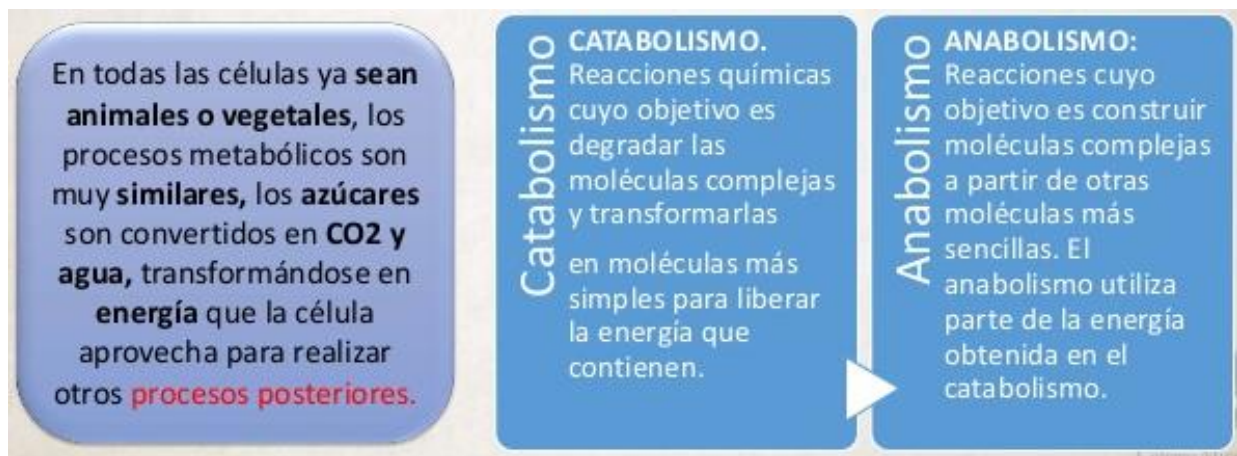 En todas las células ya sean
animales o vegetales, los
procesos metabólicos son
muy similares, los azúcares
son convertidos en CO2 y
agua, transformándose en
energía que la célula
aprovecha para realizar
otros procesos posteriores.
Catabolismo
CATABOLISMO.
Reacciones químicas
cuyo objetivo es
degradar las
moléculas complejas
y transformarlas
en moléculas más
simples para liberar
la energía que
contienen.
Anabolismo
ANABOLISMO:
Reacciones cuyo
objetivo es construir
moléculas complejas
a partir de otras
moléculas más
sencillas. El
anabolismo utiliza
parte de la energía
obtenida en el
catabolismo.